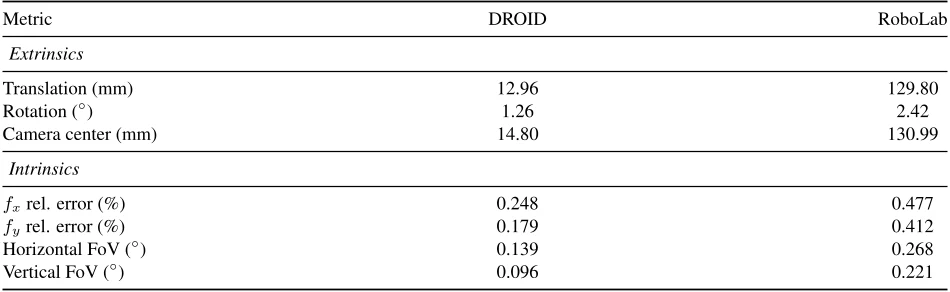 Metric DROID RoboLab
Extrinsics
Translation (mm) 12.96 129.80
Rotation (°) 1.26 2.42
Camera center (mm) 14.80 130.99
Intrinsics
fx rel. error (%) 0.248 0.477
fy rel. error (%) 0.179 0.412
Horizontal FoV (°) 0.139 0.268
Vertical FoV (°) 0.096 0.221